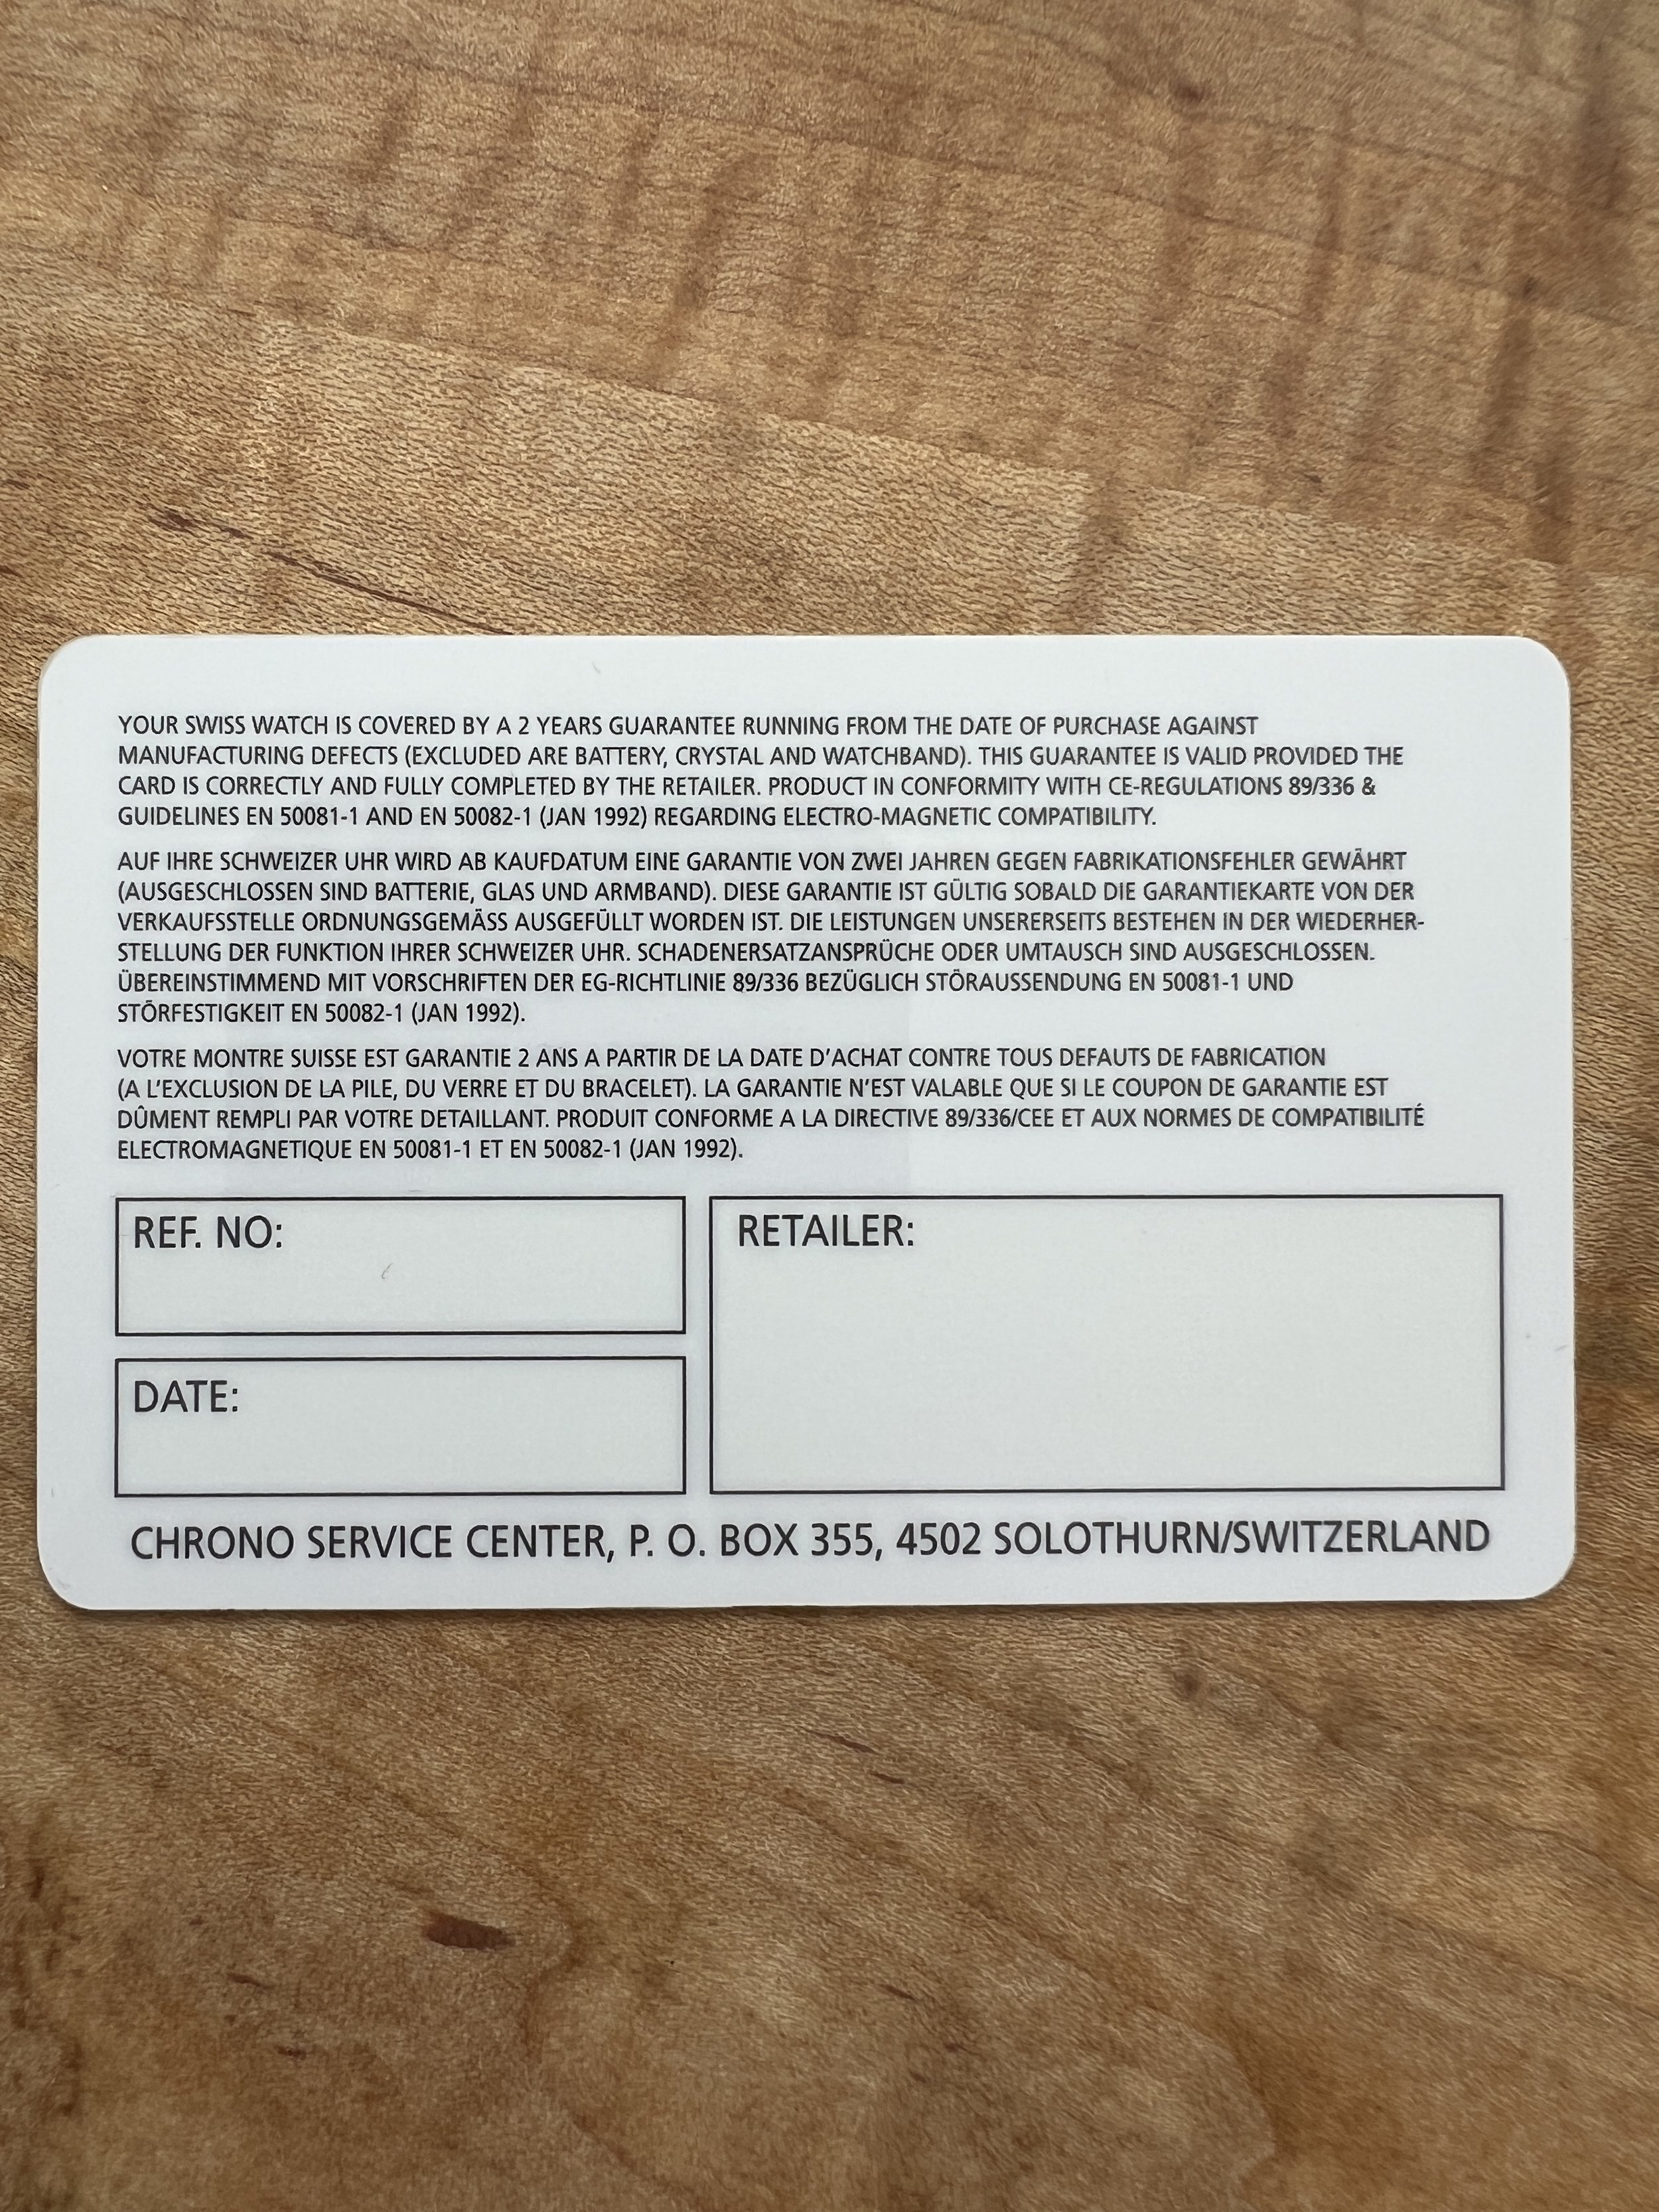 YOUR SWISS WATCH IS COVERED BY A 2 YEARS GUARANTEE RUNNING FROM THE DATE OF PURCHASE AGAINST
MANUFACTURING DEFECTS (EXCLUDED ARE BATTERY, CRYSTAL AND WATCHBAND). THIS GUARANTEE IS VALID PROVIDED THE
CARD IS CORRECTLY AND FULLY COMPLETED BY THE RETAILER. PRODUCT IN CONFORMITY WITH CE-REGULATIONS 89/336 &
GUIDELINES EN 50081-1 AND EN 50082-1 (JAN 1992) REGARDING ELECTRO-MAGNETIC COMPATIBILITY.
AUF IHRE SCHWEIZER UHR WIRD AB KAUFDATUM EINE GARANTIE VON ZWEI JAHREN GEGEN FABRIKATIONSFEHLER GEWÄHRT
(AUSGESCHLOSSEN SIND BATTERIE, GLAS UND ARMBAND). DIESE GARANTIE IST GÜLTIG SOBALD DIE GARANTIEKARTE VON DER
VERKAUFSSTELLE ORDNUNGSGEMÄSS AUSGEFÜLLT WORDEN IST. DIE LEISTUNGEN UNSERERSEITS BESTEHEN IN DER WIEDERHER-
STELLUNG DER FUNKTION IHRER SCHWEIZER UHR. SCHADENERSATZANSPRÜCHE ODER UMTAUSCH SIND AUSGESCHLOSSEN.
ÜBEREINSTIMMEND MIT VORSCHRIFTEN DER EG-RICHTLINIE 89/336 BEZÜGLICH STÖRAUSSENDUNG EN 50081-1 UND
STÖRFESTIGKEIT EN 50082-1 (JAN 1992).
VOTRE MONTRE SUISSE EST GARANTIE 2 ANS A PARTIR DE LA DATE D'ACHAT CONTRE TOUS DEFAUTS DE FABRICATION
(A L'EXCLUSION DE LA PILE, DU VERRE ET DU BRACELET). LA GARANTIE N'EST VALABLE QUE SI LE COUPON DE GARANTIE EST
DÛMENT REMPLI PAR VOTRE DETAILLANT. PRODUIT CONFORME A LA DIRECTIVE 89/336/CEE ET AUX NORMES DE COMPATIBILITÉ
ELECTROMAGNETIQUE EN 50081-1 ET EN 50082-1 (JAN 1992).
REF. NO:
RETAILER:
DATE:
CHRONO SERVICE CENTER, P. O. BOX 355, 4502 SOLOTHURN/SWITZERLAND